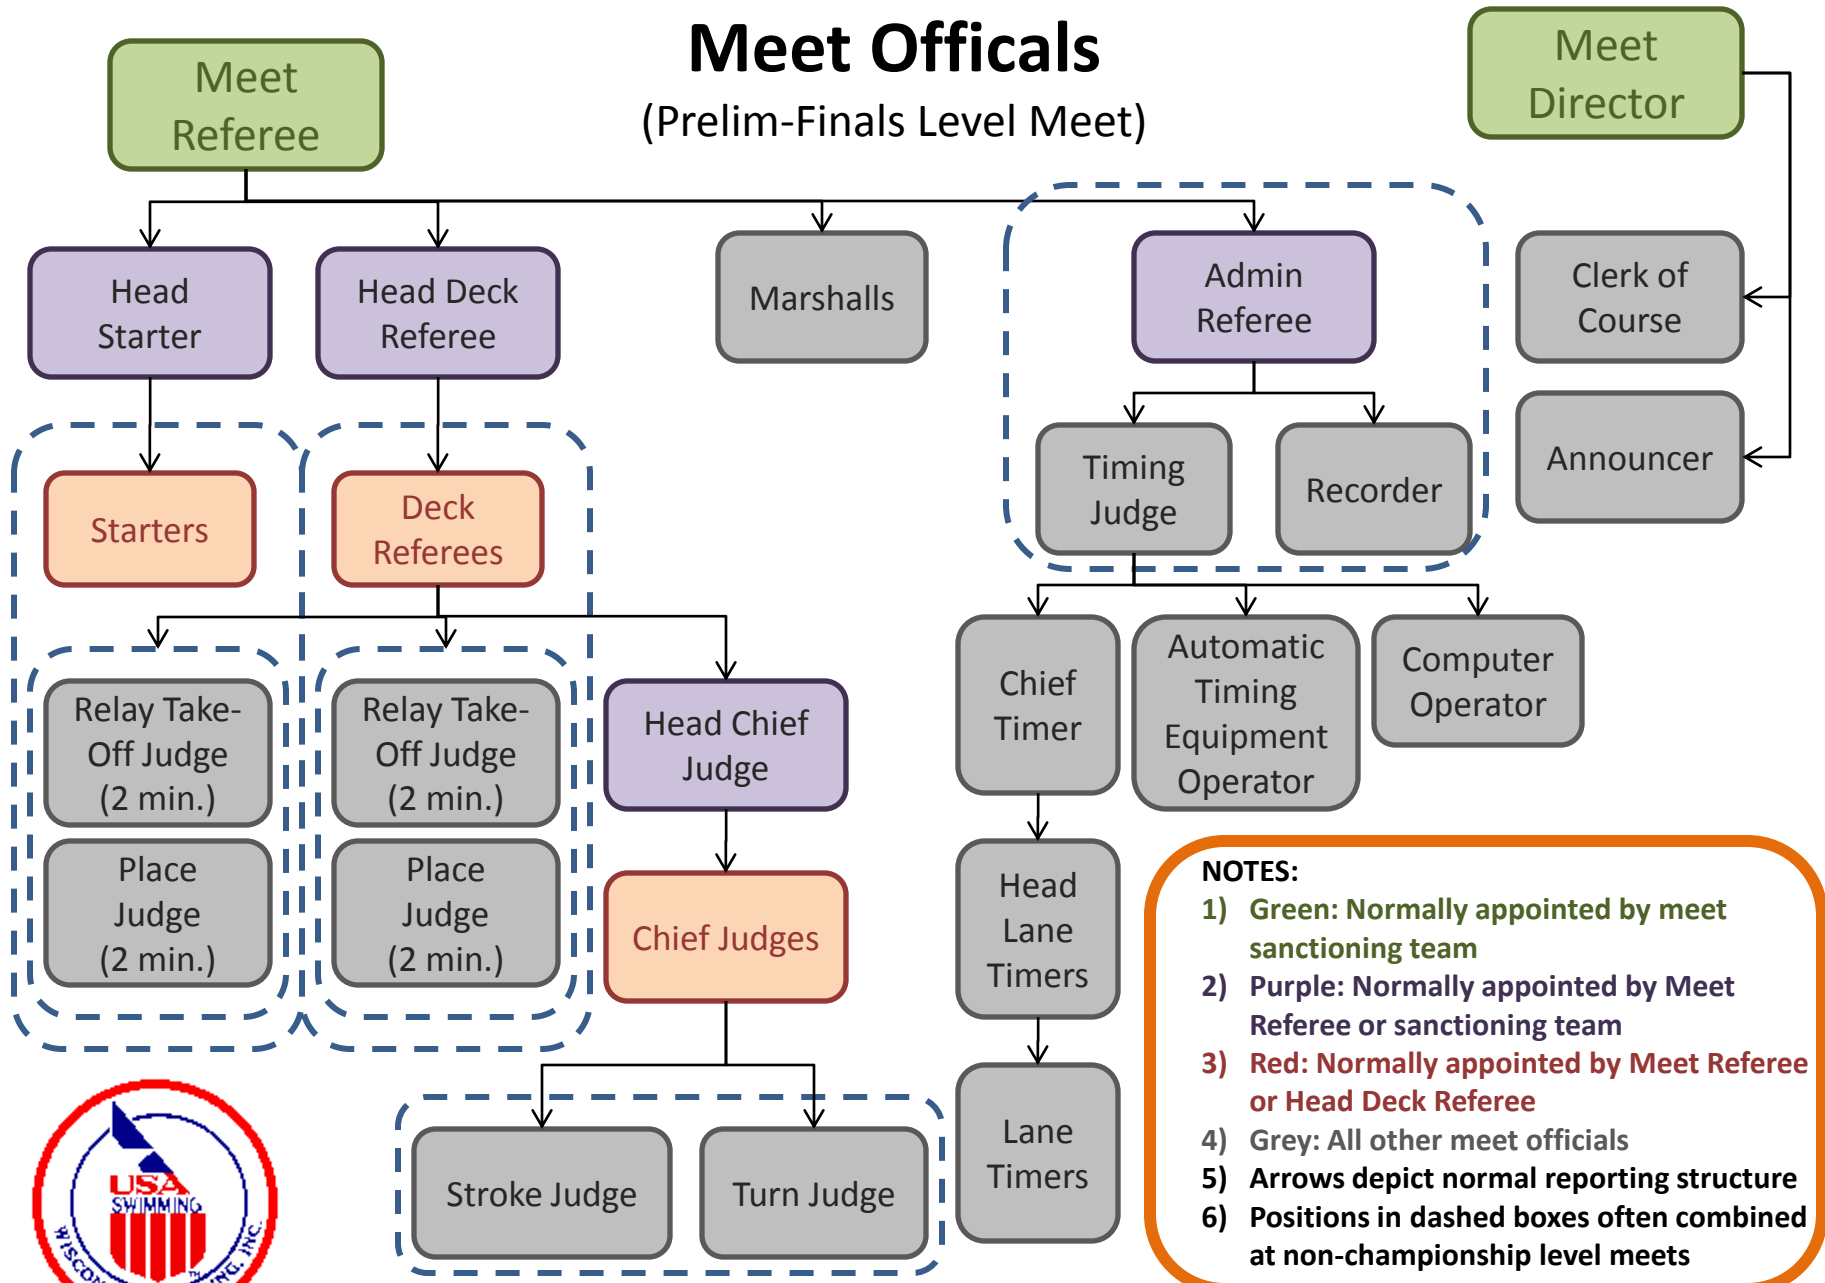 Meet Officals
(Prelim-Finals Level Meet)
Meet
Referee
Meet
Director
Head
Starter
Head Deck
Referee
Marshalls
Admin
Referee
Clerk of
Course
Announcer
Timing
Judge
Recorder
Starters
Deck
Referees
Relay Take-
Off Judge
(2 min.)
Place
Judge
(2 min.)
Relay Take-
Off Judge
(2 min.)
Place
Judge
(2 min.)
Head Chief
Judge
Chief Judges
Stroke Judge
Turn Judge
Chief
Timer
Automatic
Timing
Equipment
Operator
Computer
Operator
Head
Lane
Timers
Lane
Timers
NOTES:
1) Green: Normally appointed by meet
sanctioning team
2) Purple: Normally appointed by Meet
Referee or sanctioning team
3) Red: Normally appointed by Meet Referee
or Head Deck Referee
4) Grey: All other meet officials
5) Arrows depict normal reporting structure
6) Positions in dashed boxes often combined
at non-championship level meets
USA
SWIMMING
INC.